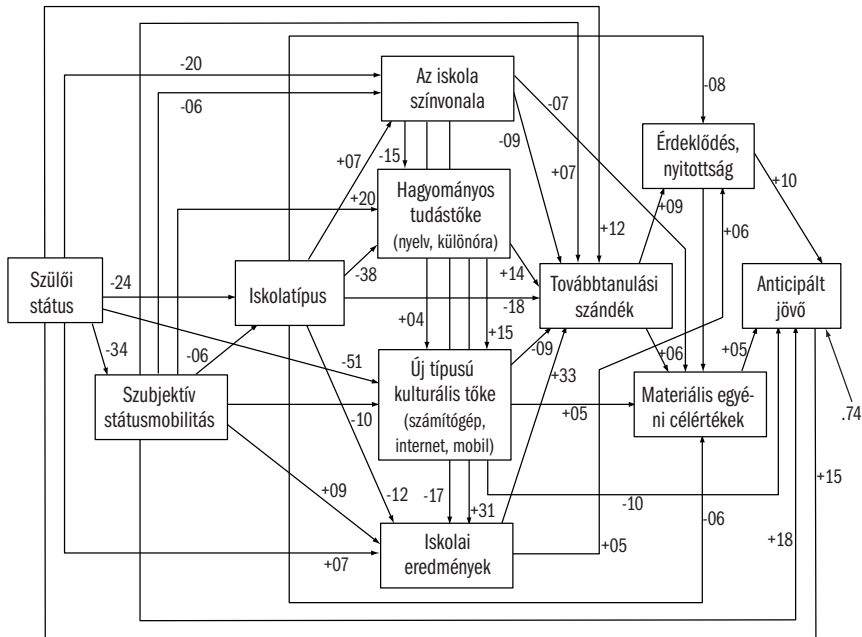 -20
-06
Az iskola
színvonala
-07
-08
-09
+07
-15
+07
Érdeklődés,
nyitottság
+20
Hagyományos
tudástőke
(nyelv, különóra)
+12
+09
+10
+06
Szülői
státus
-24
Iskolatípus
-38
+14
-18
Továbbtanulási
szándék
Anticipált
jövő
-34
-06
-51
+04
+15
-09
+06
+05
Szubjektív
státusmobilitás
-10
Új típusú
kulturális tőke
(számítógép,
internet, mobil)
+33
+05
Materiális egyé-
ni célértékek
.74
+09
-12
-17
+31
-10
-06
+15
+07
Iskolai
eredmények
+05
+18